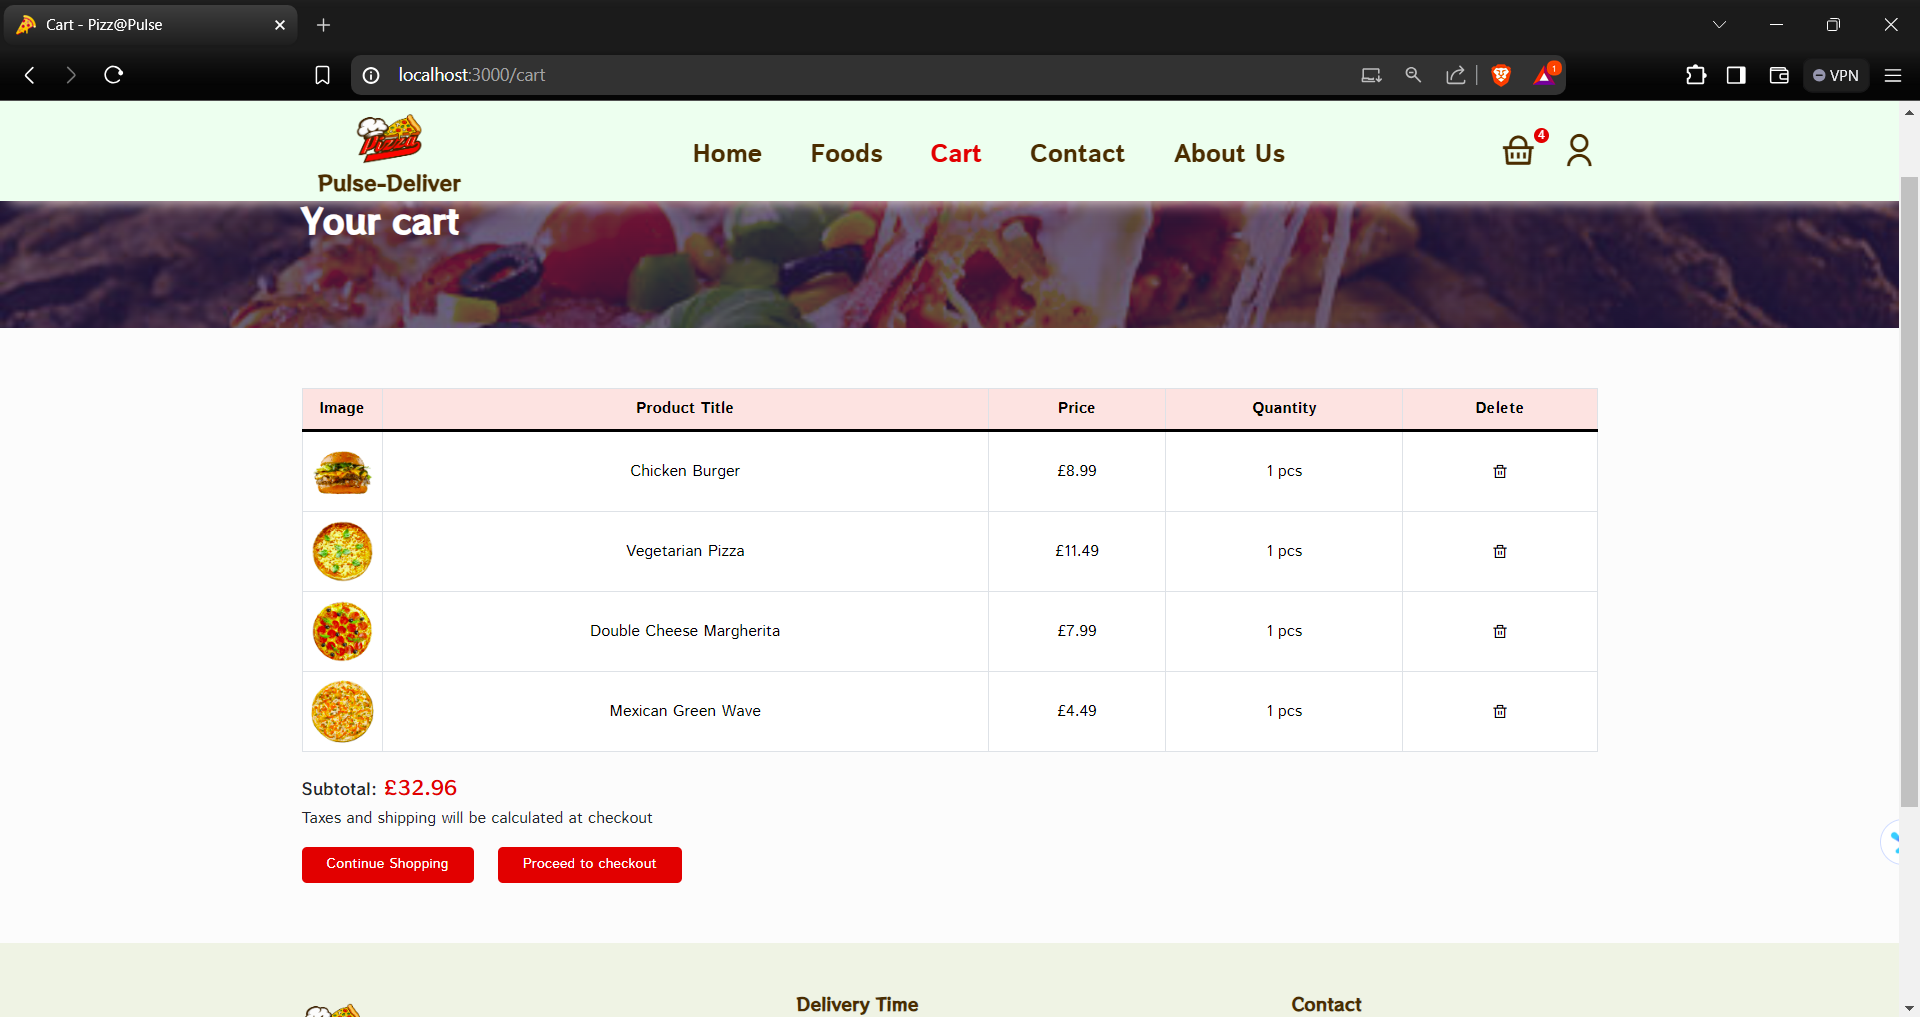 Cart - Pizz@Pulse
localhost:3000/cart
1
VPN
Pizza
Pulse-Deliver
Home Foods Cart Contact About Us
4
Your cart
Image Product Title Price Quantity Delete
Chicken Burger £8.99 1 pcs
Vegetarian Pizza £11.49 1 pcs
Double Cheese Margherita £7.99 1 pcs
Mexican Green Wave £4.49 1 pcs
Subtotal: £32.96
Taxes and shipping will be calculated at checkout
Continue Shopping Proceed to checkout
Delivery Time Contact